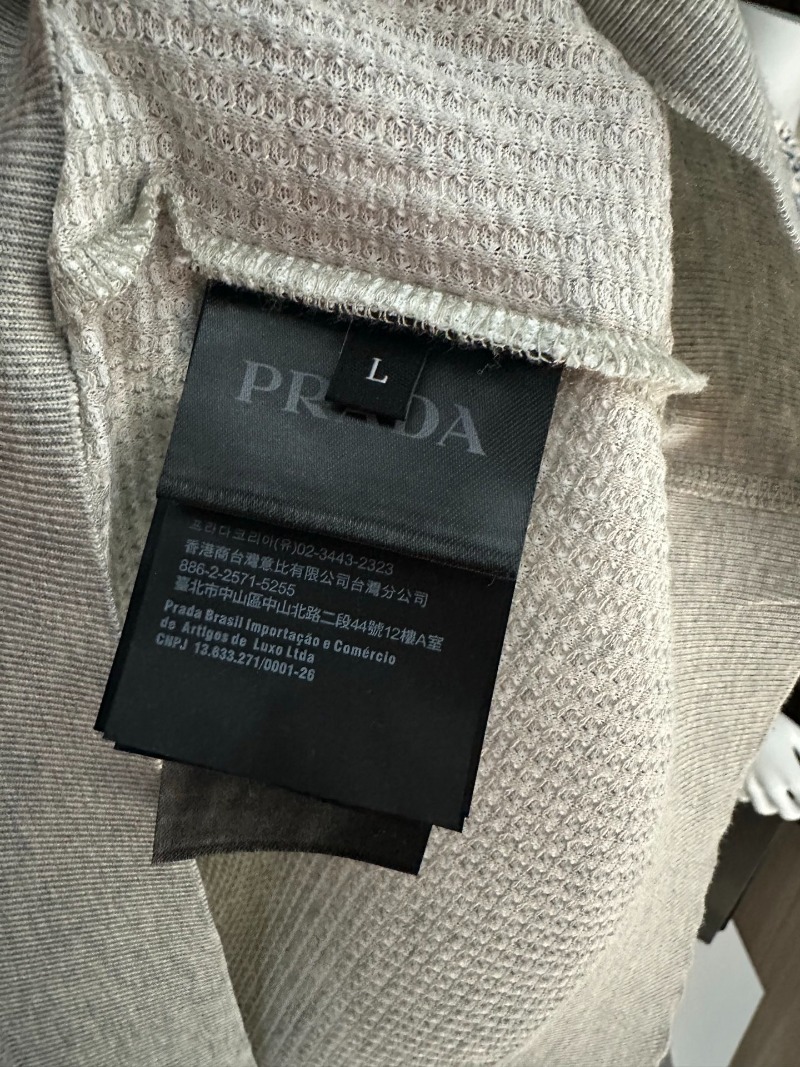 L
PRADA
프라다코리아(유)02-3443-2323
香港商台灣意比有限公司台灣分公司
886-2-2571-5255
臺北市中山區中山北路二段44號12樓A室
Prada Brasil Importação e Comércio
de Artigos de Luxo Ltda
CNPJ 13.633.271/0001-26